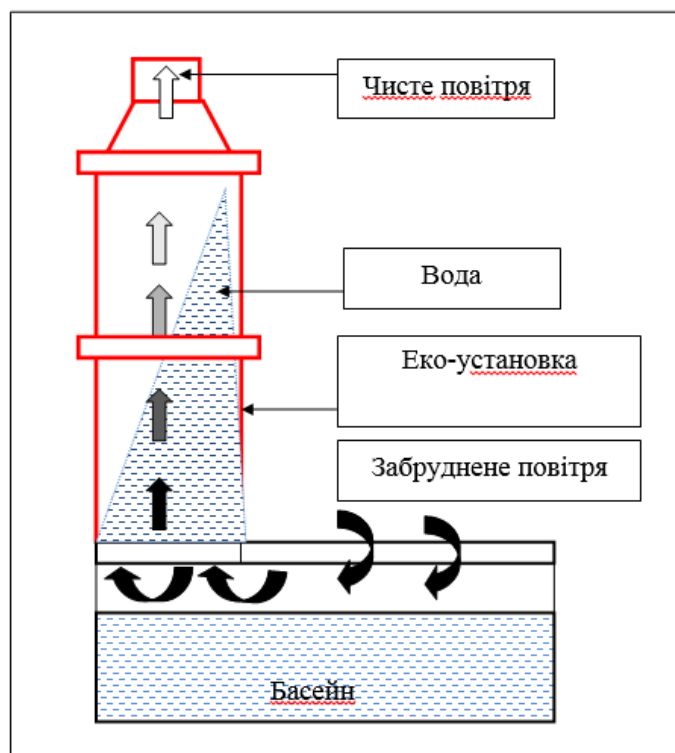 Чисте повітря
Вода
Еко-установка
Забруднене повітря
Басейн